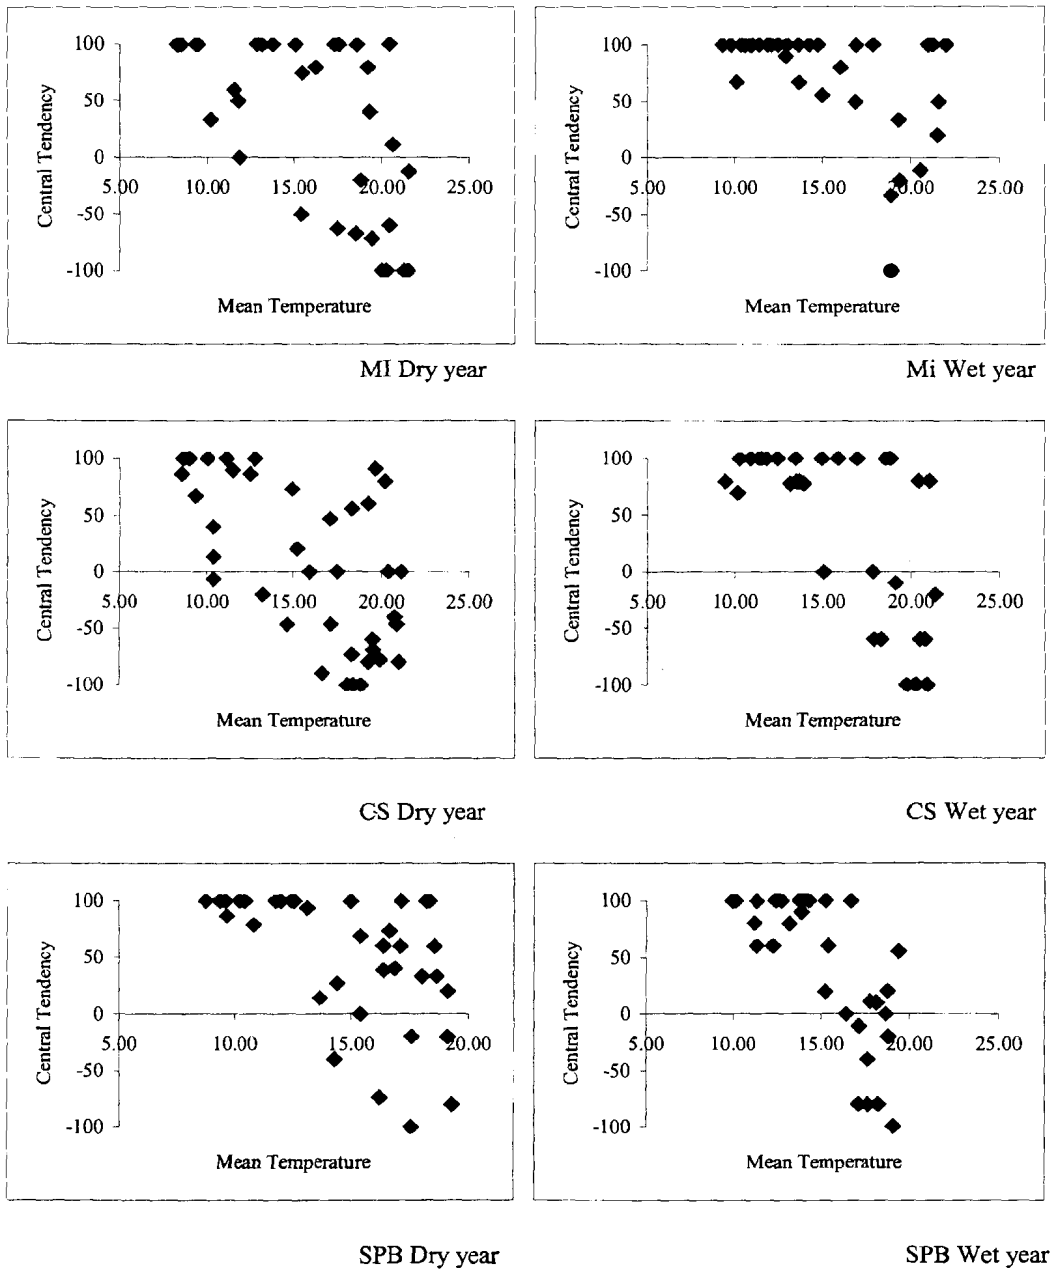 100
50
0
-50
-100
Central Tendency
5.00 10.00 15.00 20.00 25.00
Mean Temperature
MI Dry year
100
50
0
-50
-100
Central Tendency
5.00 10.00 15.00 20.00 25.00
Mean Temperature
Mi Wet year
100
50
0
-50
-100
Central Tendency
5.00 10.00 15.00 20.00 25.00
Mean Temperature
CS Dry year
100
50
0
-50
-100
Central Tendency
5.00 10.00 15.00 20.00 25.00
Mean Temperature
CS Wet year
100
50
0
-50
-100
Central Tendency
5.00 10.00 15.00 20.00
Mean Temperature
SPB Dry year
100
50
0
-50
-100
Central Tendency
5.00 10.00 15.00 20.00 25.00
Mean Temperature
SPB Wet year